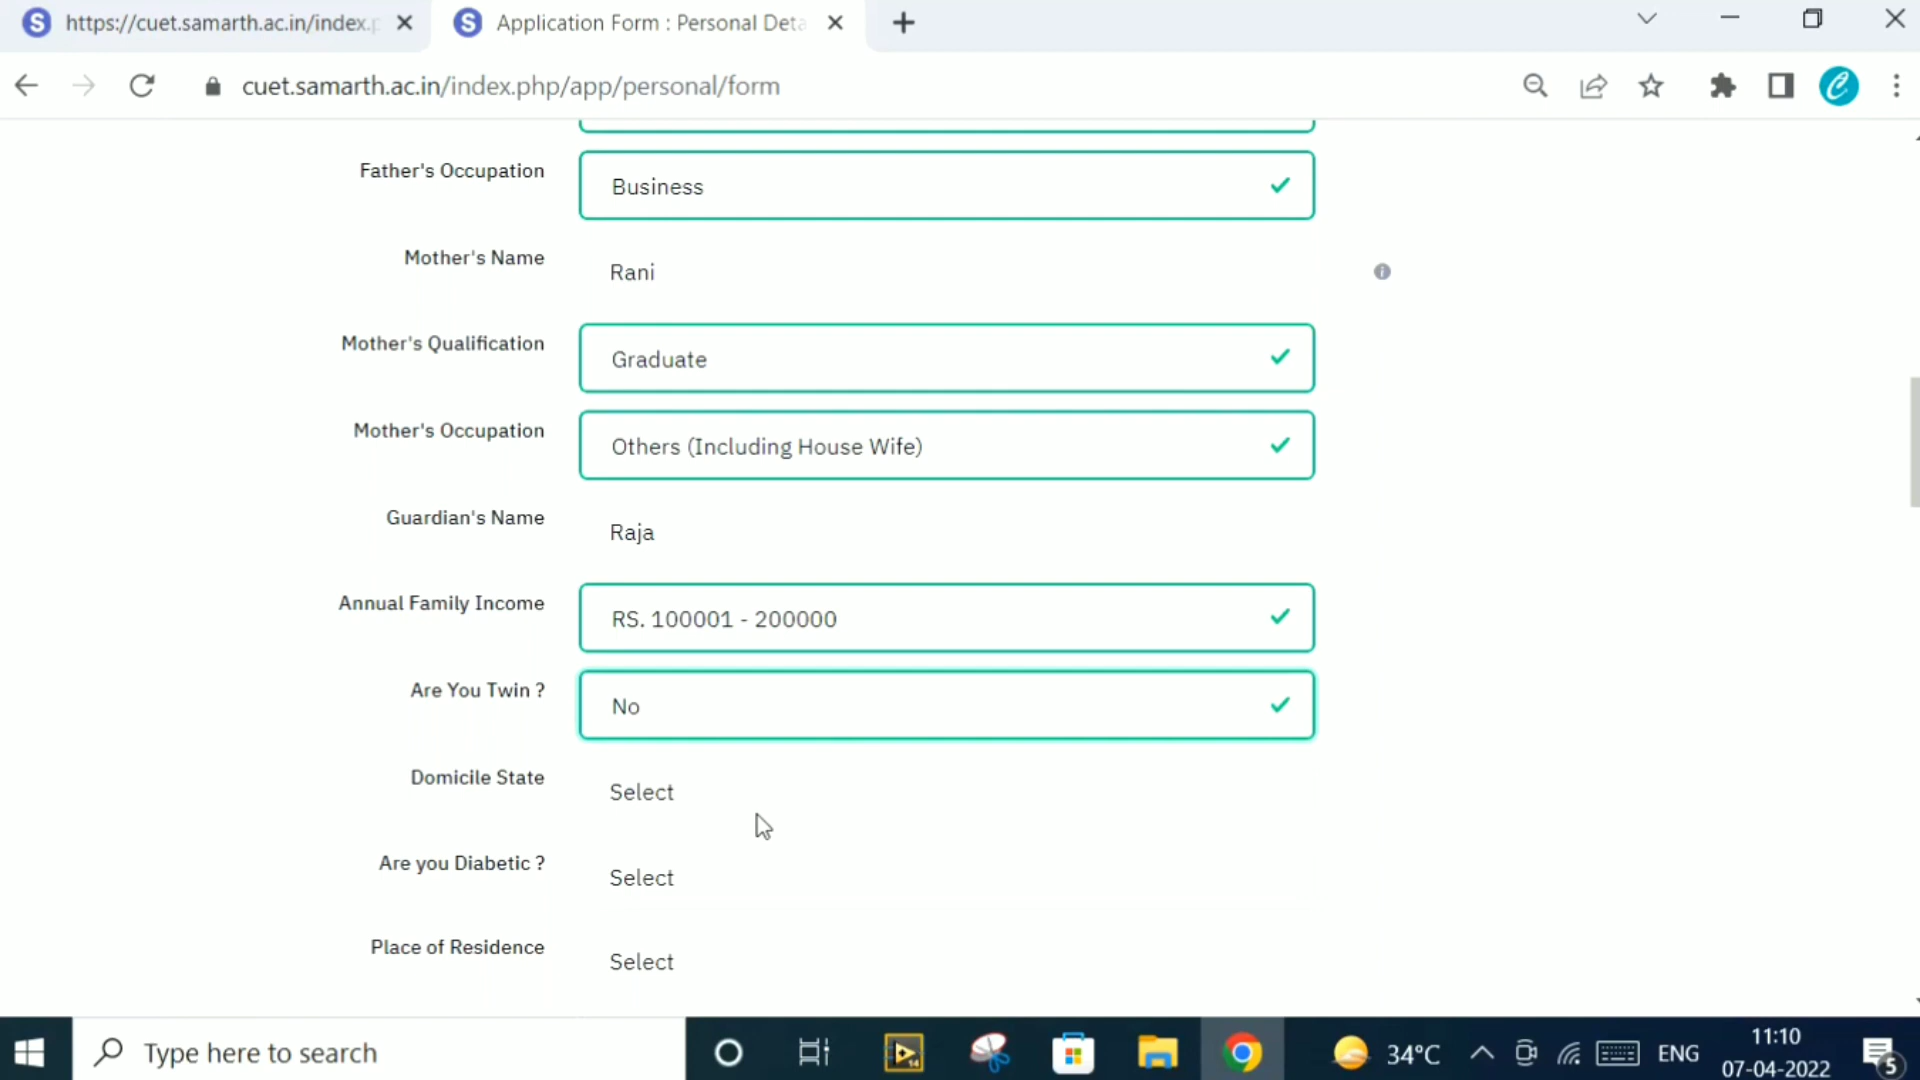 https://cuet.samarth.ac.in/index.p
Application Form : Personal Deta
cuet.samarth.ac.in/index.php/app/personal/form
Father's Occupation
Business
Mother's Name
Rani
Mother's Qualification
Graduate
Mother's Occupation
Others (Including House Wife)
Guardian's Name
Raja
Annual Family Income
RS. 100001 - 200000
Are You Twin ?
No
Domicile State
Select
Are you Diabetic ?
Select
Place of Residence
Select
Type here to search
34°C
ENG
11:10
07-04-2022
5